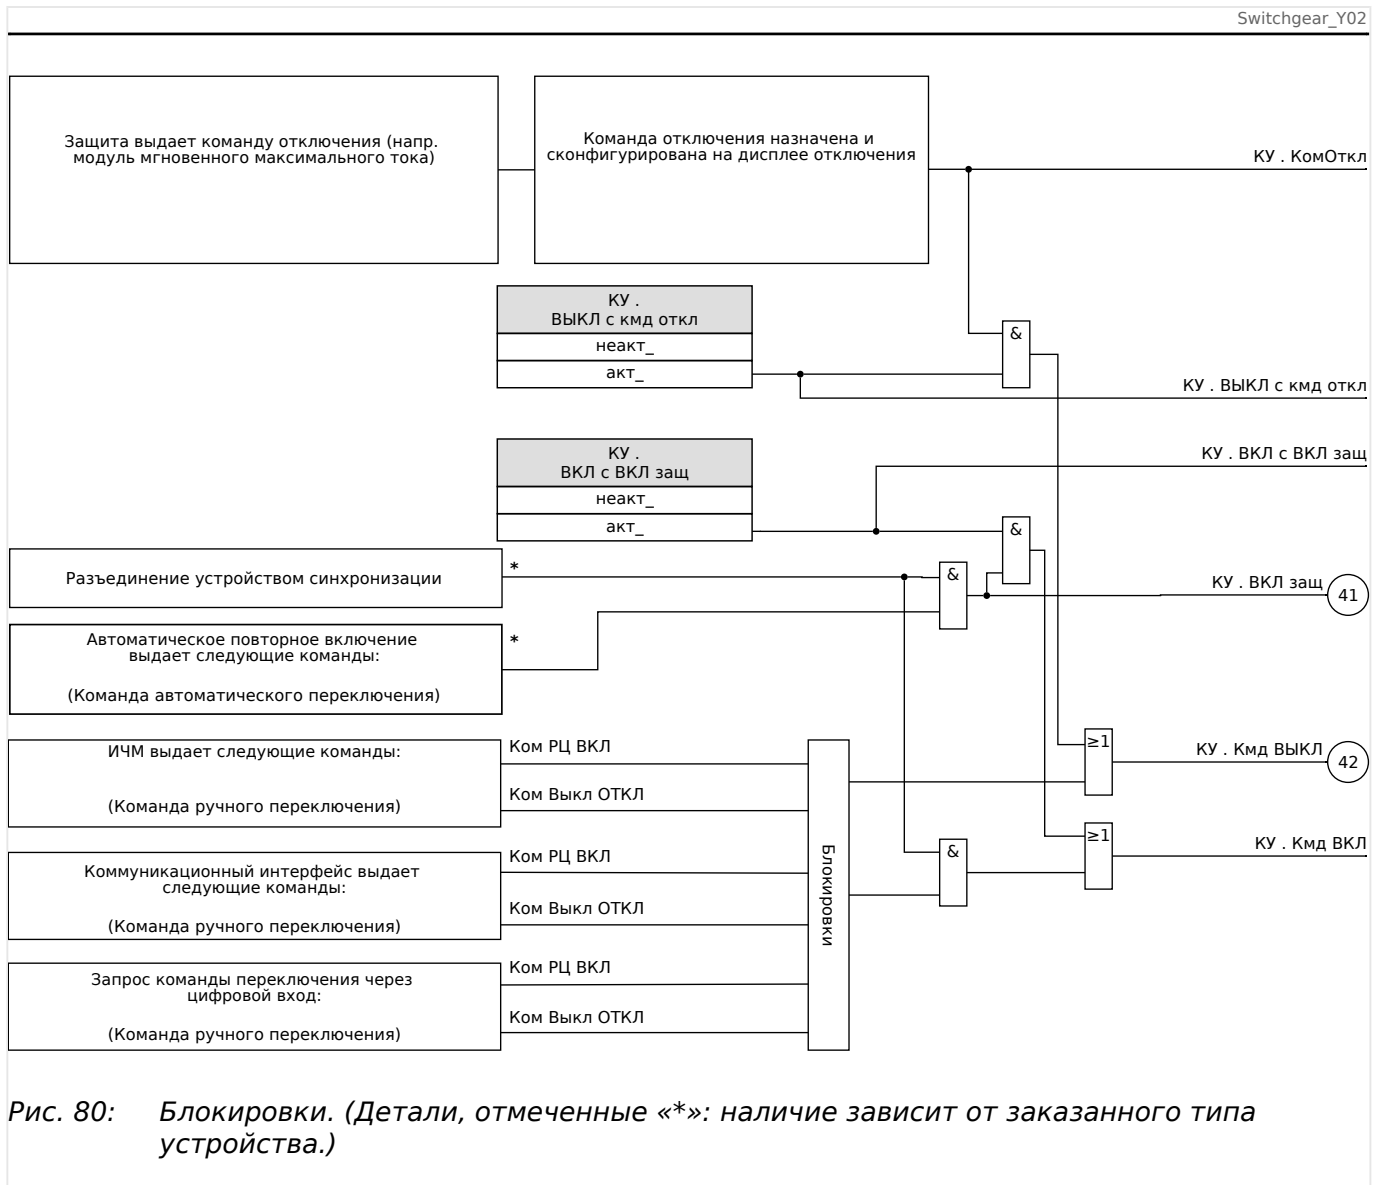 Switchgear_Y02
Защита выдает команду отключения (напр.
модуль мгновенного максимального тока)
Команда отключения назначена и
сконфигурирована на дисплее отключения
КУ . КомОткл
КУ .
ВЫКЛ с кмд откл
неакт_
акт_
&
КУ . ВЫКЛ с кмд откл
КУ .
ВКЛ с ВКЛ защ
неакт_
акт_
КУ . ВКЛ с ВКЛ защ
&
Разъединение устройством синхронизации
*
&
КУ . ВКЛ защ
41
Автоматическое повторное включение
выдает следующие команды:
(Команда автоматического переключения)
*
ИЧМ выдает следующие команды:
(Команда ручного переключения)
Ком РЦ ВКЛ
Ком Выкл ОТКЛ
≥1
КУ . Кмд ВЫКЛ
42
Коммуникационный интерфейс выдает
следующие команды:
(Команда ручного переключения)
Ком РЦ ВКЛ
Ком Выкл ОТКЛ
Блокировки
&
≥1
КУ . Кмд ВКЛ
Запрос команды переключения через
цифровой вход:
(Команда ручного переключения)
Ком РЦ ВКЛ
Ком Выкл ОТКЛ
Рис. 80: Блокировки. (Детали, отмеченные «*»: наличие зависит от заказанного типа
устройства.)